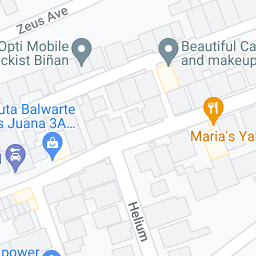 Zeus Ave
Opti Mobile
ckist Biñan
Beautiful Ca
and makeup
uta Balwarte
s Juana 3A...
Maria's Ya
Helium
power